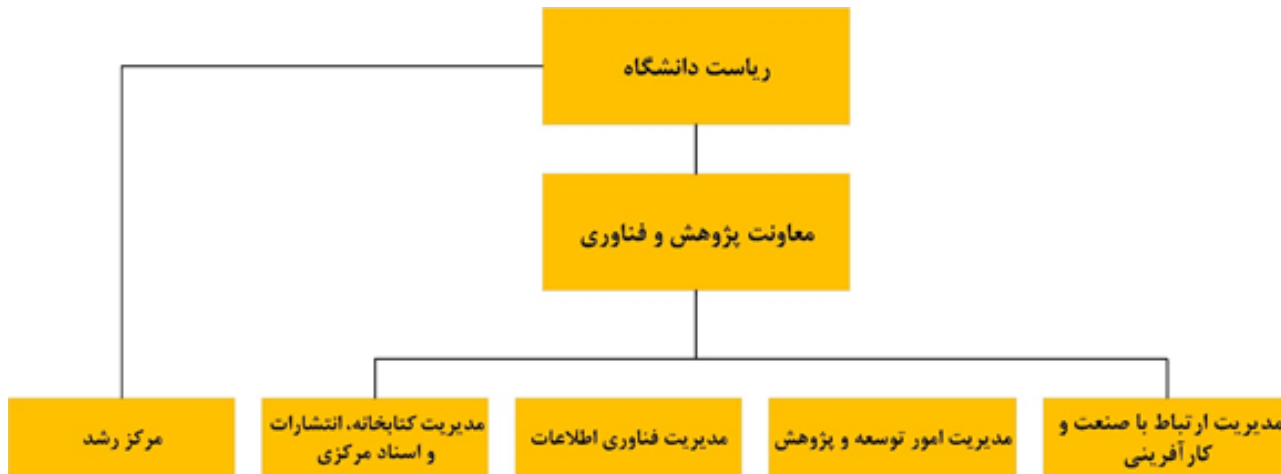 ریاست دانشگاه
معاونت پژوهش و فناوری
مدیریت ارتباط با صنعت و
کارآفرینی
مدیریت امور توسعه و پژوهش
مدیریت فناوری اطلاعات
مدیریت کتابخانه، انتشارات
و اسناد مرکزی
مرکز رشد